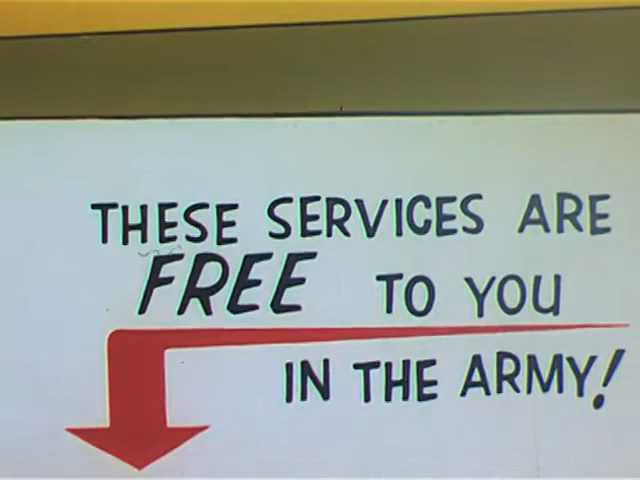 THESE SERVICES ARE
FREE TO YOU
IN THE ARMY!